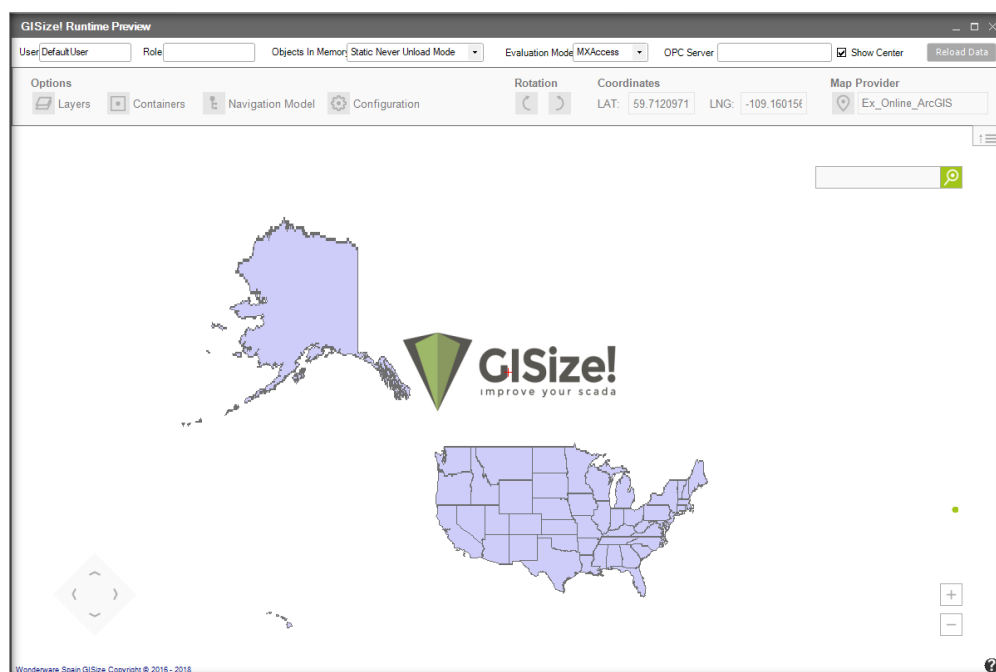 GISize! Runtime Preview
User DefaultUser Role Objects In Memor Static Never Unload Mode Evaluation Mode MXAccess OPC Server Show Center Reload Data
Options Rotation Coordinates Map Provider
Layers Containers Navigation Model Configuration LAT: 59.7120971 LNG: -109.160156 Ex_Online_ArcGIS
GISize!
improve your scada
Wonderware Spain GISize Copyright © 2016 - 2018